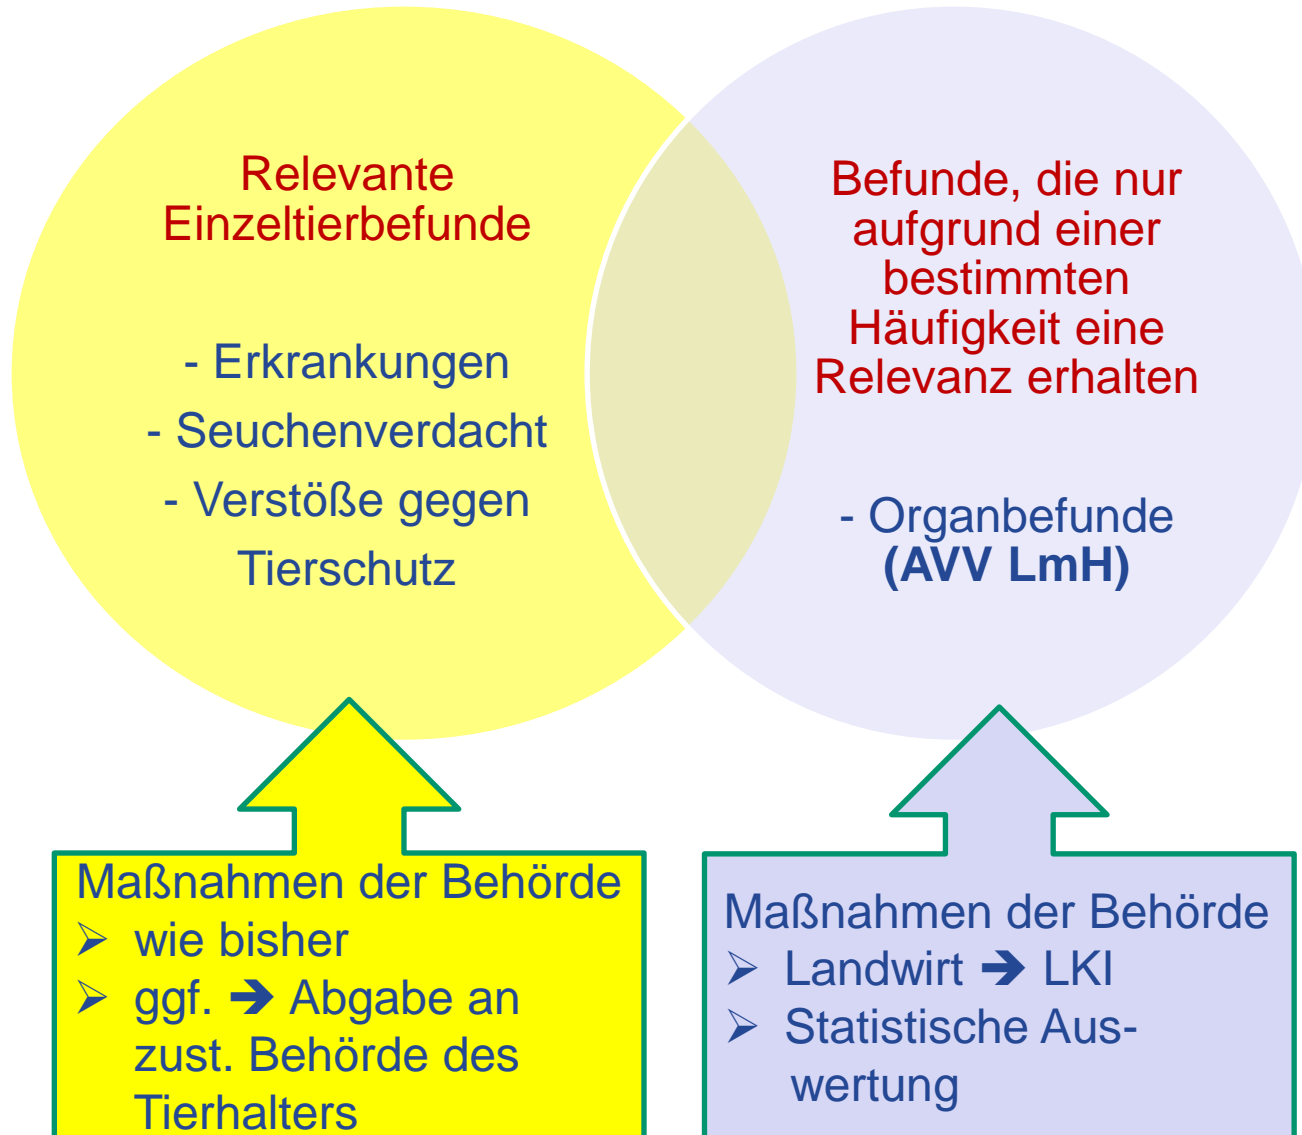 Relevante
Einzeltierbefunde
- Erkrankungen
- Seuchenverdacht
- Verstöße gegen
Tierschutz
Befunde, die nur
aufgrund einer
bestimmten
Häufigkeit eine
Relevanz erhalten
- Organbefunde
(AVV LmH)
Maßnahmen der Behörde
➢ wie bisher
➢ ggf. ➔ Abgabe an
zust. Behörde des
Tierhalters
Maßnahmen der Behörde
➢ Landwirt ➔ LKI
➢ Statistische Aus-
wertung